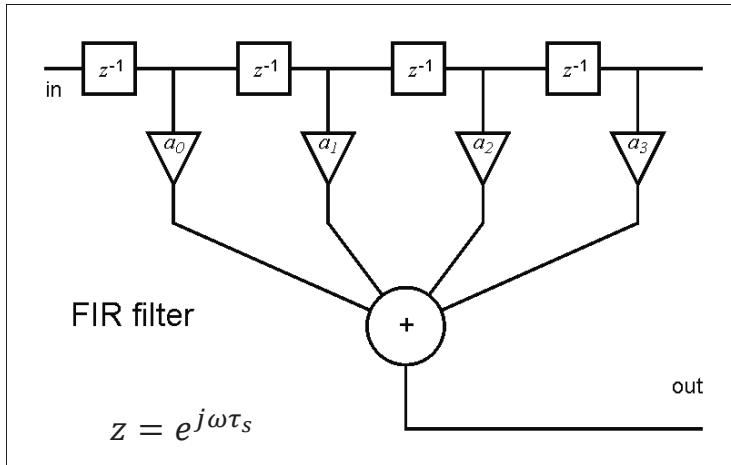 z⁻¹ z⁻¹ z⁻¹ z⁻¹
in
a₀ a₁ a₂ a₃
FIR filter
+
out
z = e^{jωτ_s}